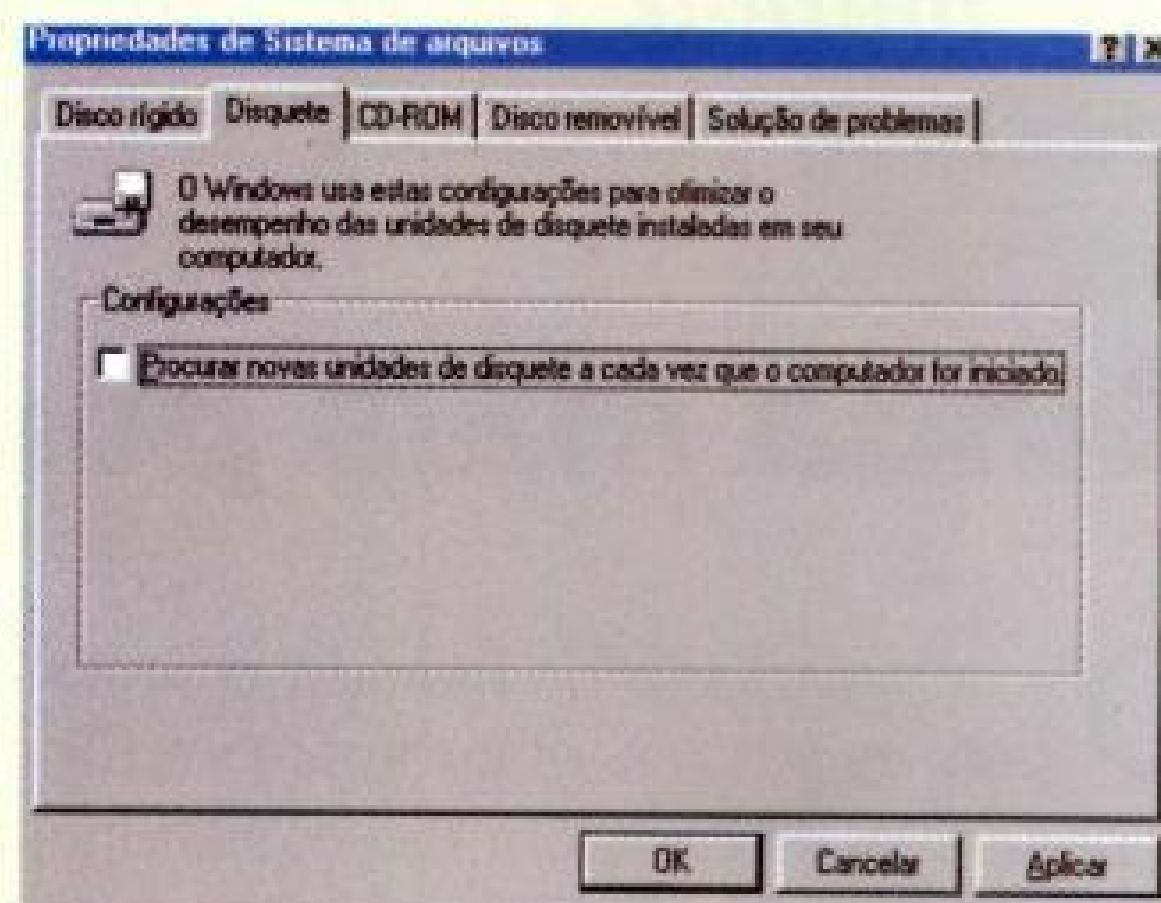 Propriedades de Sistema de arquivos
Disco rígido
Disquete
CD-ROM
Disco removível
Solução de problemas
O Windows usa estas configurações para otimizar o
desempenho das unidades de disquete instaladas em seu
computador.
Configurações
Procurar novas unidades de disquete a cada vez que o computador for iniciado.
OK
Cancelar
Aplicar